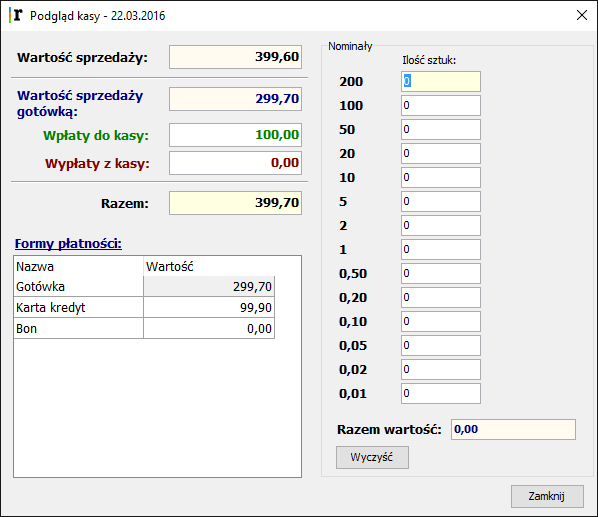 r Podgląd kasy - 22.03.2016
Wartość sprzedaży: 399,60
Wartość sprzedaży
gotówką: 299,70
Wpłaty do kasy: 100,00
Wypłaty z kasy: 0,00
Razem: 399,70
Formy płatności:
Nazwa Wartość
Gotówka 299,70
Karta kredyt 99,90
Bon 0,00
Nominały
Ilość sztuk:
200 0
100 0
50 0
20 0
10 0
5 0
2 0
1 0
0,50 0
0,20 0
0,10 0
0,05 0
0,02 0
0,01 0
Razem wartość: 0,00
Wyczyść
Zamknij